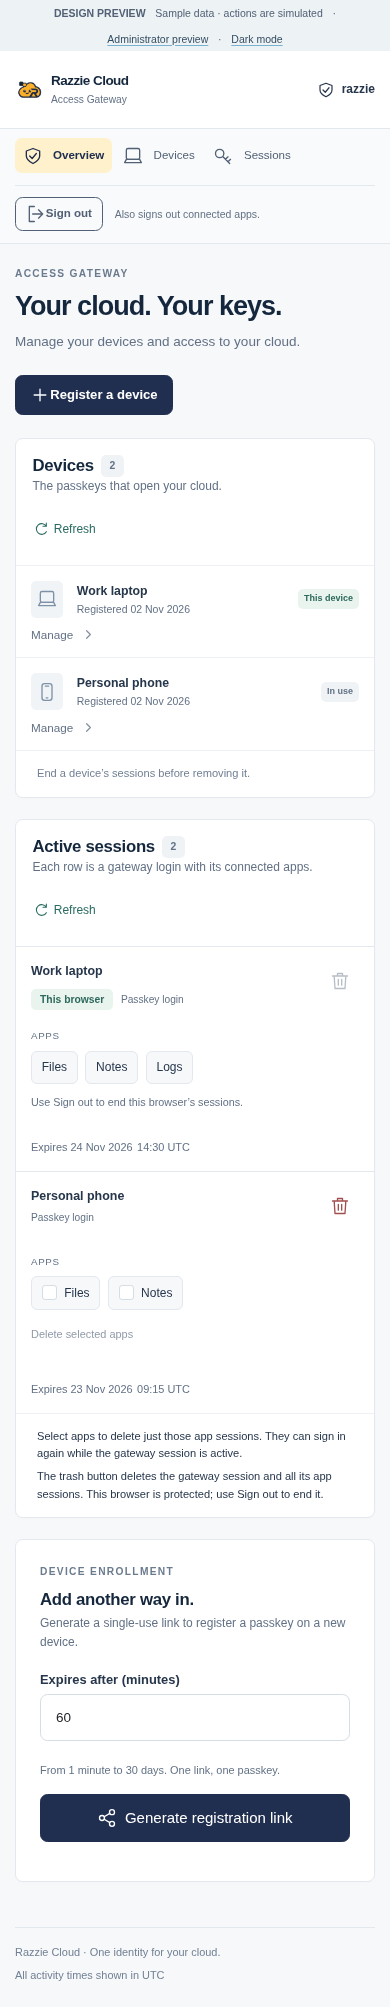 DESIGN PREVIEW Sample data · actions are simulated ·
Administrator preview · Dark mode
Razzie Cloud
Access Gateway
razzie
Overview Devices Sessions
Sign out Also signs out connected apps.
ACCESS GATEWAY
Your cloud. Your keys.
Manage your devices and access to your cloud.
Register a device
Devices 2
The passkeys that open your cloud.
Refresh
Work laptop
Registered 02 Nov 2026
This device
Manage
Personal phone
Registered 02 Nov 2026
In use
Manage
End a device's sessions before removing it.
Active sessions 2
Each row is a gateway login with its connected apps.
Refresh
Work laptop
This browser Passkey login
APPS
Files Notes Logs
Use Sign out to end this browser's sessions.
Expires 24 Nov 2026 14:30 UTC
Personal phone
Passkey login
APPS
Files Notes
Delete selected apps
Expires 23 Nov 2026 09:15 UTC
Select apps to delete just those app sessions. They can sign in
again while the gateway session is active.
The trash button deletes the gateway session and all its app
sessions. This browser is protected; use Sign out to end it.
DEVICE ENROLLMENT
Add another way in.
Generate a single-use link to register a passkey on a new
device.
Expires after (minutes)
60
From 1 minute to 30 days. One link, one passkey.
Generate registration link
Razzie Cloud · One identity for your cloud.
All activity times shown in UTC